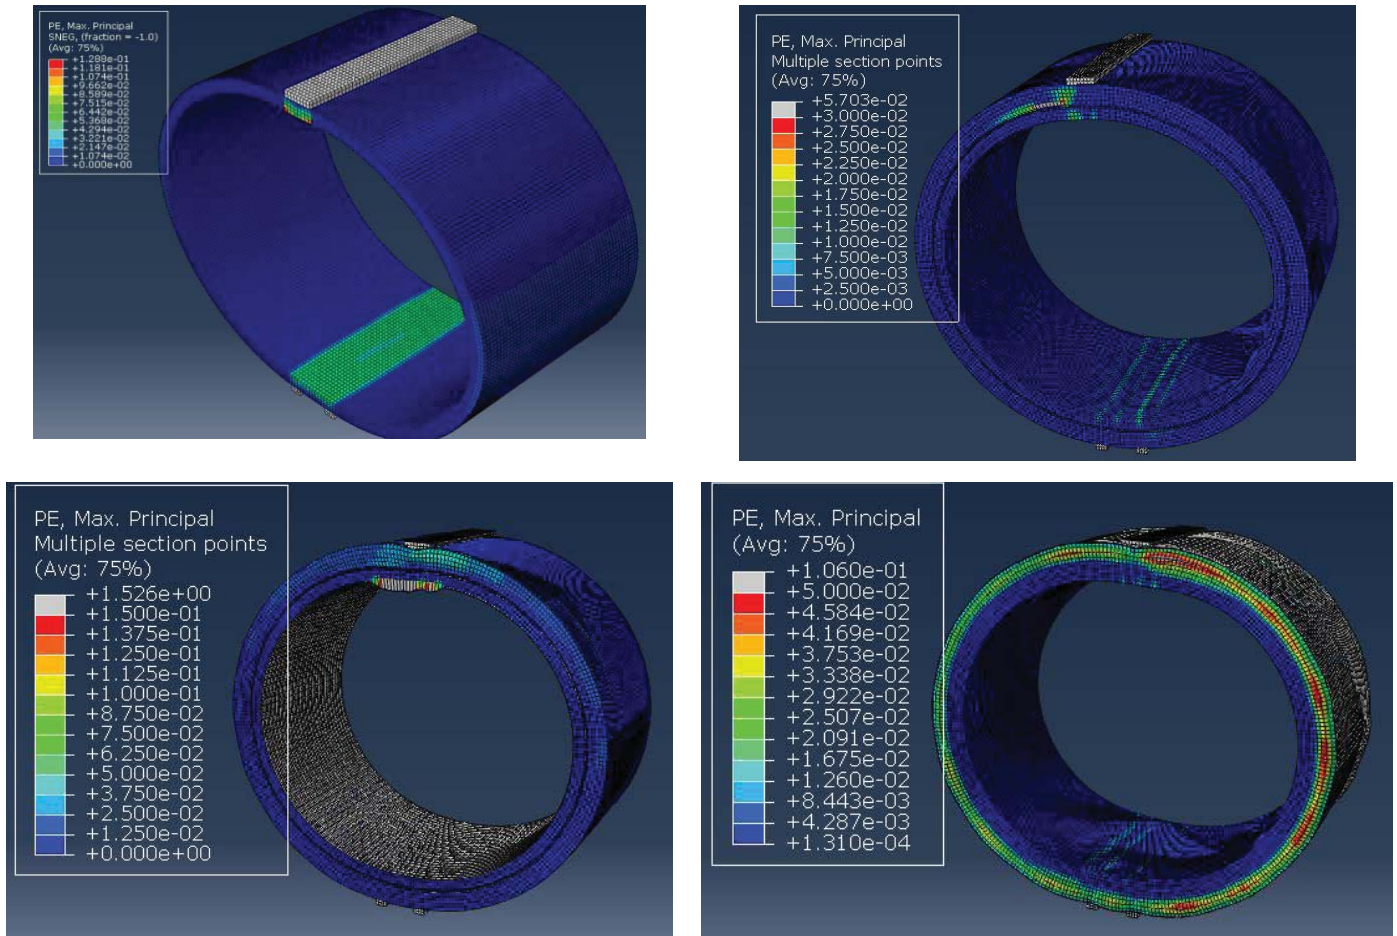 PE, Max. Principal
SNEG, (fraction = -1.0)
(Avg: 75%)
+1.288e-01
+1.181e-01
+1.074e-01
+9.662e-02
+8.589e-02
+7.515e-02
+6.442e-02
+5.368e-02
+4.294e-02
+3.221e-02
+2.147e-02
+1.074e-02
+0.000e+00
PE, Max. Principal
Multiple section points
(Avg: 75%)
+5.703e-02
+3.000e-02
+2.750e-02
+2.500e-02
+2.250e-02
+2.000e-02
+1.750e-02
+1.500e-02
+1.250e-02
+1.000e-02
+7.500e-03
+5.000e-03
+2.500e-03
+0.000e+00
PE, Max. Principal
Multiple section points
(Avg: 75%)
+1.526e+00
+1.500e-01
+1.375e-01
+1.250e-01
+1.125e-01
+1.000e-01
+8.750e-02
+7.500e-02
+6.250e-02
+5.000e-02
+3.750e-02
+2.500e-02
+1.250e-02
+0.000e+00
PE, Max. Principal
(Avg: 75%)
+1.060e-01
+5.000e-02
+4.584e-02
+4.169e-02
+3.753e-02
+3.338e-02
+2.922e-02
+2.507e-02
+2.091e-02
+1.675e-02
+1.260e-02
+8.443e-03
+4.287e-03
+1.310e-04